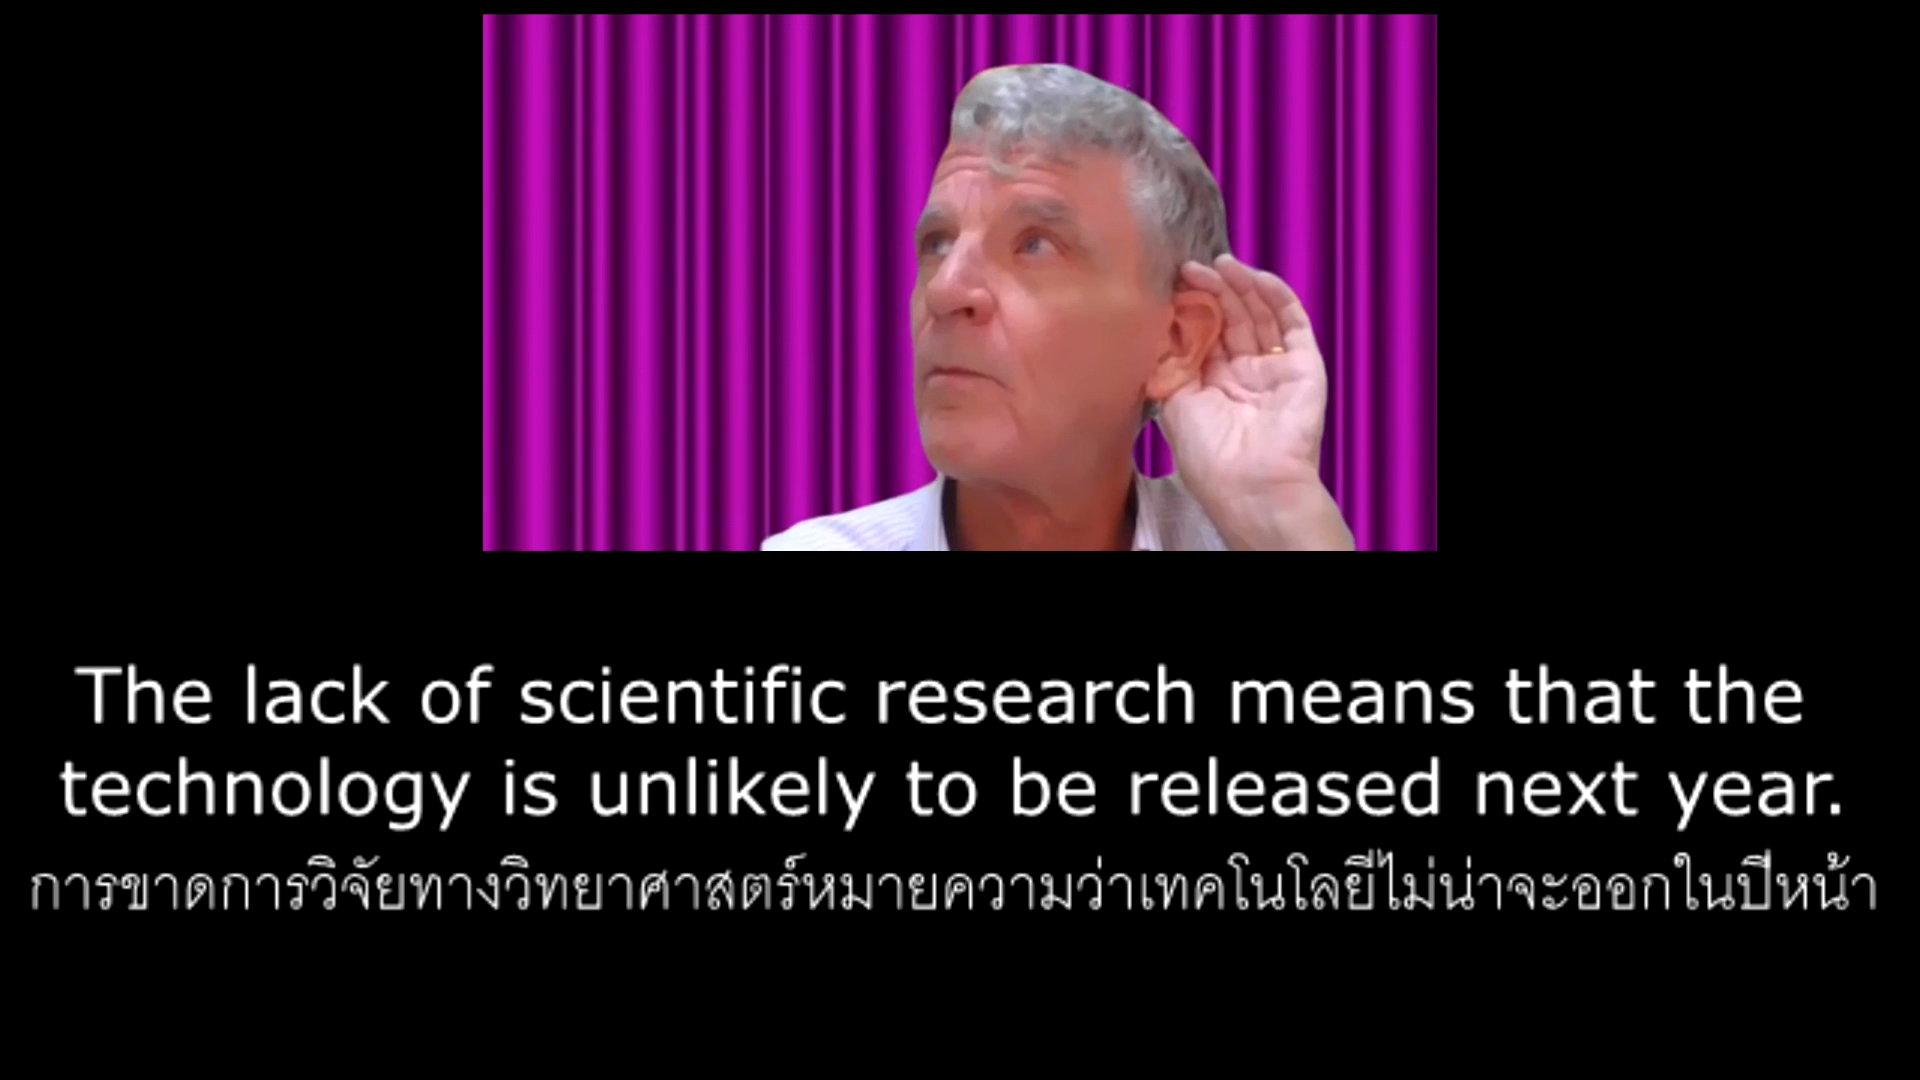 The lack of scientific research means that the
technology is unlikely to be released next year.
การขาดการวิจัยทางวิทยาศาสตร์หมายความว่าเทคโนโลยีไม่น่าจะออกในปีหน้า